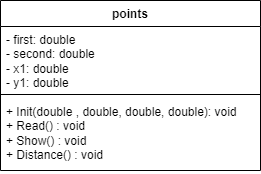 points
- first: double
- second: double
- x1: double
- y1: double
+ Init(double , double, double, double): void
+ Read() : void
+ Show() : void
+ Distance() : void